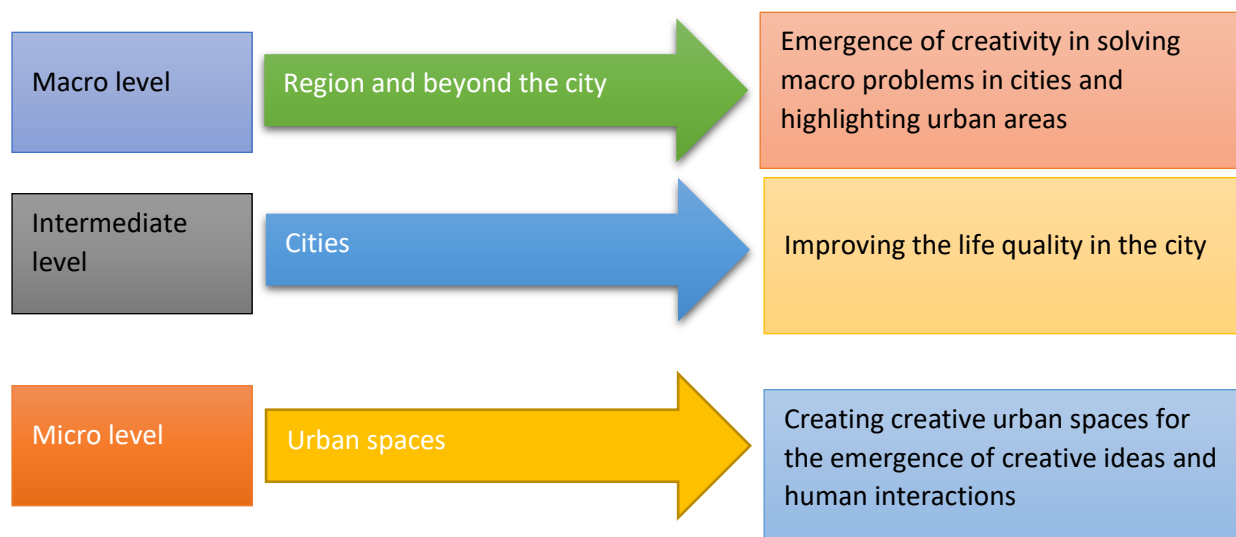 Macro level
Region and beyond the city
Emergence of creativity in solving
macro problems in cities and
highlighting urban areas
Intermediate
level
Cities
Improving the life quality in the city
Micro level
Urban spaces
Creating creative urban spaces for
the emergence of creative ideas and
human interactions